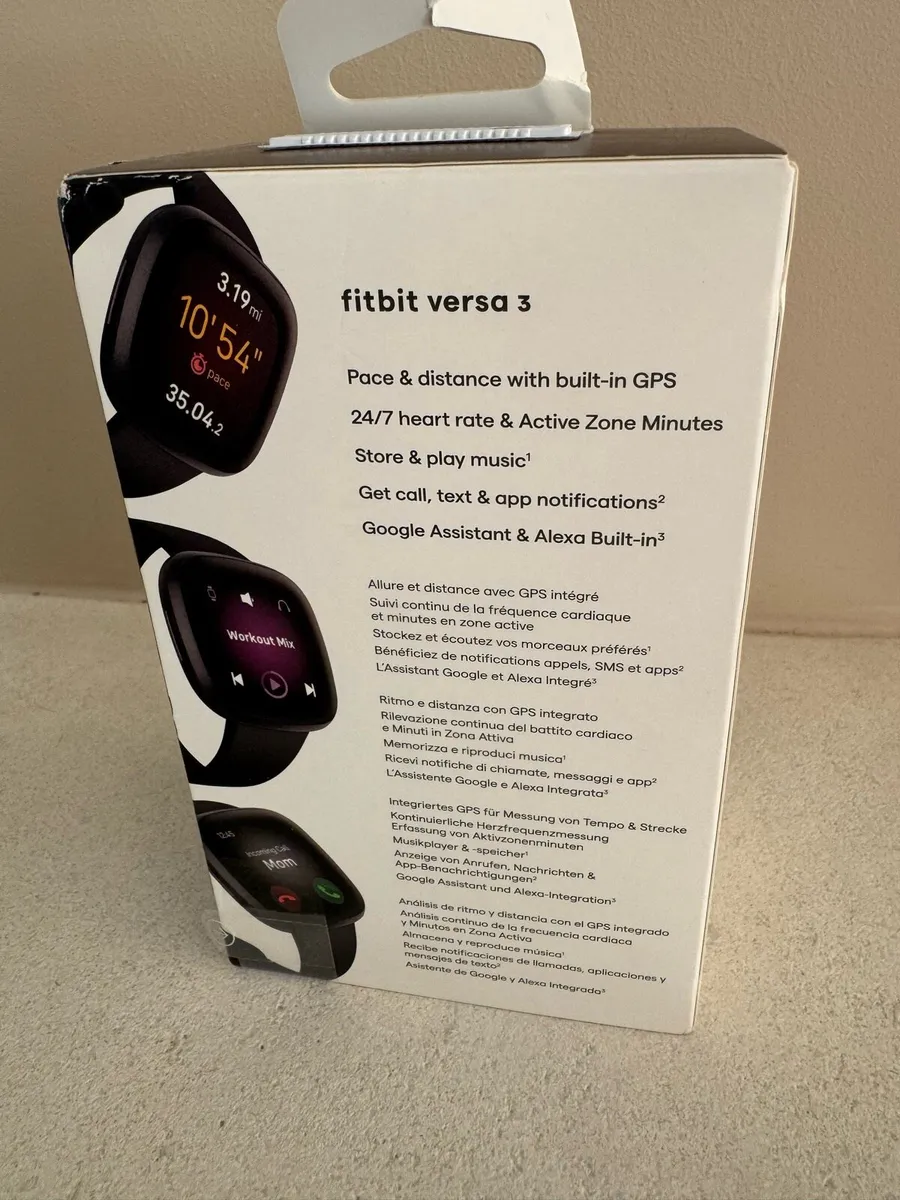 3.19 mi
10'54"
pace
35.04.2
fitbit versa 3
Pace & distance with built-in GPS
24/7 heart rate & Active Zone Minutes
Store & play music¹
Get call, text & app notifications²
Google Assistant & Alexa Built-in³
Workout Mix
Allure et distance avec GPS intégré
Suivi continu de la fréquence cardiaque
et minutes en zone active
Stockez et écoutez vos morceaux préférés¹
Bénéficiez de notifications appels, SMS et apps²
L'Assistant Google et Alexa Integré³
Ritmo e distanza con GPS integrato
Rilevazione continua del battito cardiaco
e Minuti in Zona Attiva
Memorizza e riproduci musica¹
Ricevi notifiche di chiamate, messaggi e app²
L'Assistente Google e Alexa Integrata³
12:45
Incoming Call
Mom
Integriertes GPS für Messung von Tempo & Strecke
Kontinuierliche Herzfrequenzmessung
Erfassung von Aktivzonenminuten
Musikplayer & -speicher¹
Anzeige von Anrufen, Nachrichten &
App-Benachrichtigungen²
Google Assistant und Alexa-Integration³
Análisis de ritmo y distancia con el GPS integrado
Análisis continuo de la frecuencia cardiaca
y Minutos en Zona Activa
Almacena y reproduce música¹
Recibe notificaciones de llamadas, aplicaciones y
mensajes de texto²
Asistente de Google y Alexa Integrada³